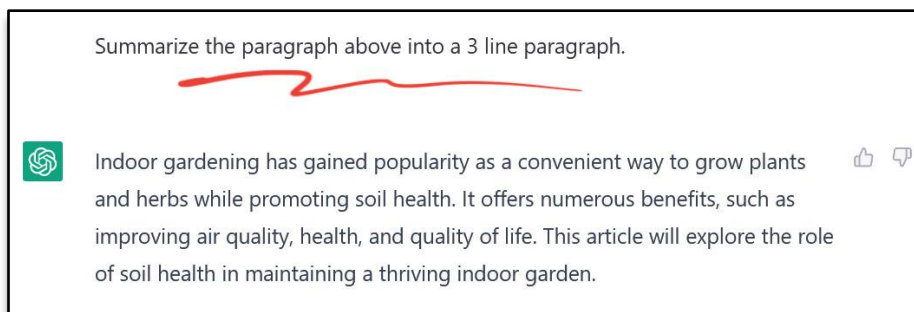 Summarize the paragraph above into a 3 line paragraph.
Indoor gardening has gained popularity as a convenient way to grow plants
and herbs while promoting soil health. It offers numerous benefits, such as
improving air quality, health, and quality of life. This article will explore the role
of soil health in maintaining a thriving indoor garden.